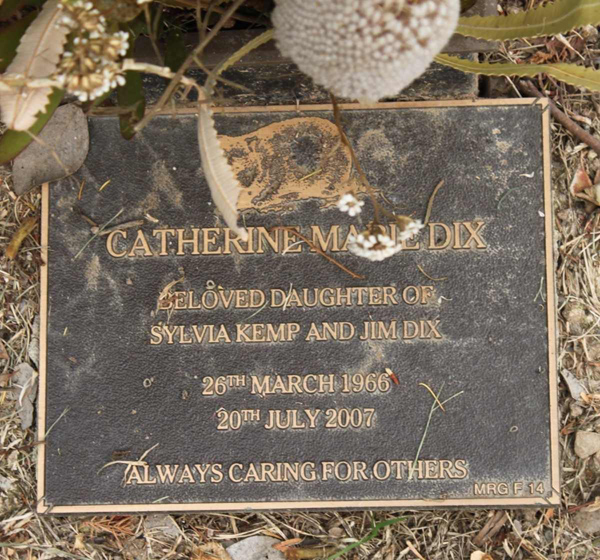 CATHERINE MARIE DIX
BELOVED DAUGHTER OF
SYLVIA KEMP AND JIM DIX
26TH MARCH 1966
20TH JULY 2007
ALWAYS CARING FOR OTHERS
MRG F 14